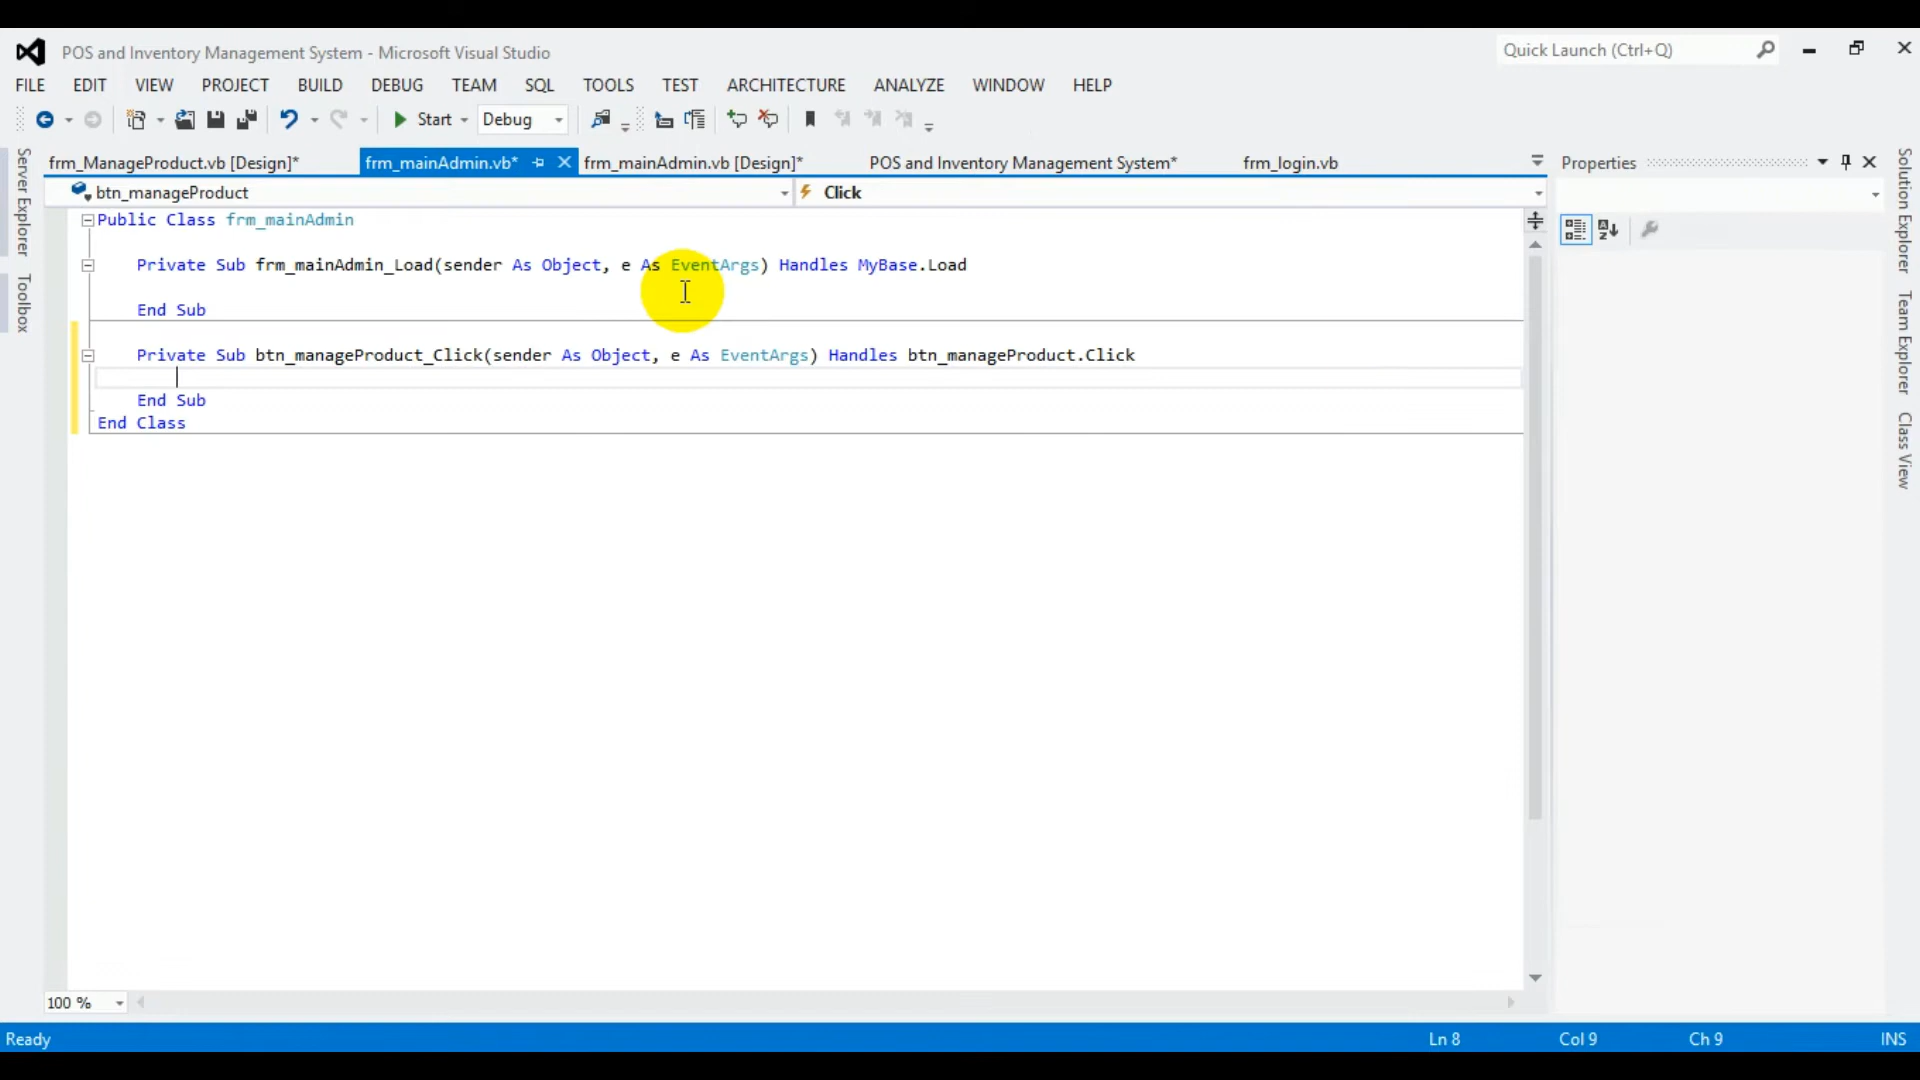 POS and Inventory Management System - Microsoft Visual Studio
Quick Launch (Ctrl+Q)
FILE EDIT VIEW PROJECT BUILD DEBUG TEAM SQL TOOLS TEST ARCHITECTURE ANALYZE WINDOW HELP
Start Debug
frm_ManageProduct.vb [Design]* frm_mainAdmin.vb* frm_mainAdmin.vb [Design]* POS and Inventory Management System* frm_login.vb
Properties
btn_manageProduct Click
Public Class frm_mainAdmin
Private Sub frm_mainAdmin_Load(sender As Object, e As EventArgs) Handles MyBase.Load
End Sub
Private Sub btn_manageProduct_Click(sender As Object, e As EventArgs) Handles btn_manageProduct.Click
End Sub
End Class
Server Explorer
Toolbox
Solution Explorer
Team Explorer
Class View
100 %
Ready Ln 8 Col 9 Ch 9 INS